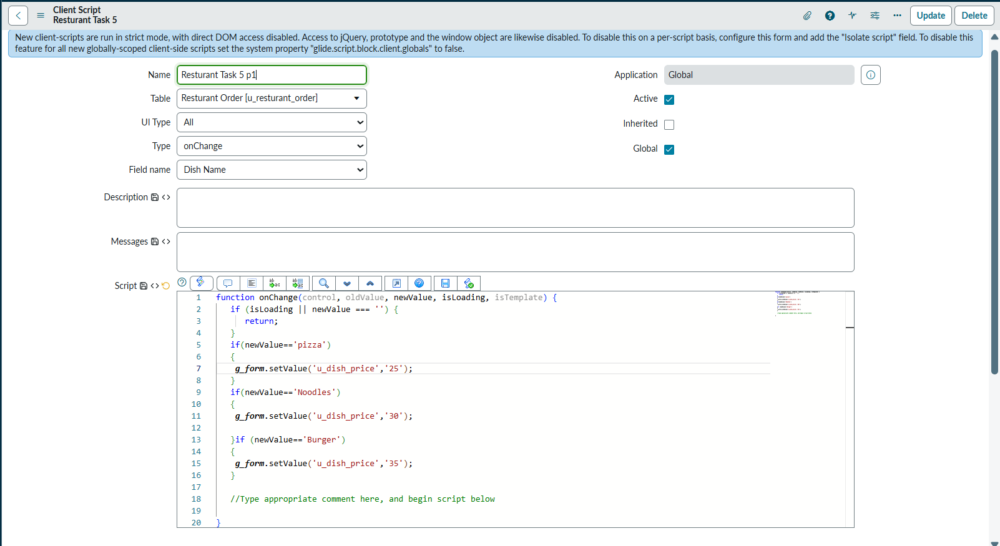 Client Script
Resturant Task 5
Update
Delete
New client-scripts are run in strict mode, with direct DOM access disabled. Access to jQuery, prototype and the window object are likewise disabled. To disable this on a per-script basis, configure this form and add the "Isolate script" field. To disable this
feature for all new globally-scoped client-side scripts set the system property "glide.script.block.client.globals" to false.
Name
Resturant Task 5 p1
Application
Global
Table
Resturant Order [u_resturant_order]
Active
UI Type
All
Inherited
Type
onChange
Global
Field name
Dish Name
Description
Messages
Script
1 function onChange(control, oldValue, newValue, isLoading, isTemplate) {
2 if (isLoading || newValue === '') {
3 return;
4 }
5 if(newValue=='pizza')
6 {
7 g_form.setValue('u_dish_price','25');
8 }
9 if(newValue=='Noodles')
10 {
11 g_form.setValue('u_dish_price','30');
12
13 }if (newValue=='Burger')
14 {
15 g_form.setValue('u_dish_price','35');
16 }
17
18 //Type appropriate comment here, and begin script below
19
20 }